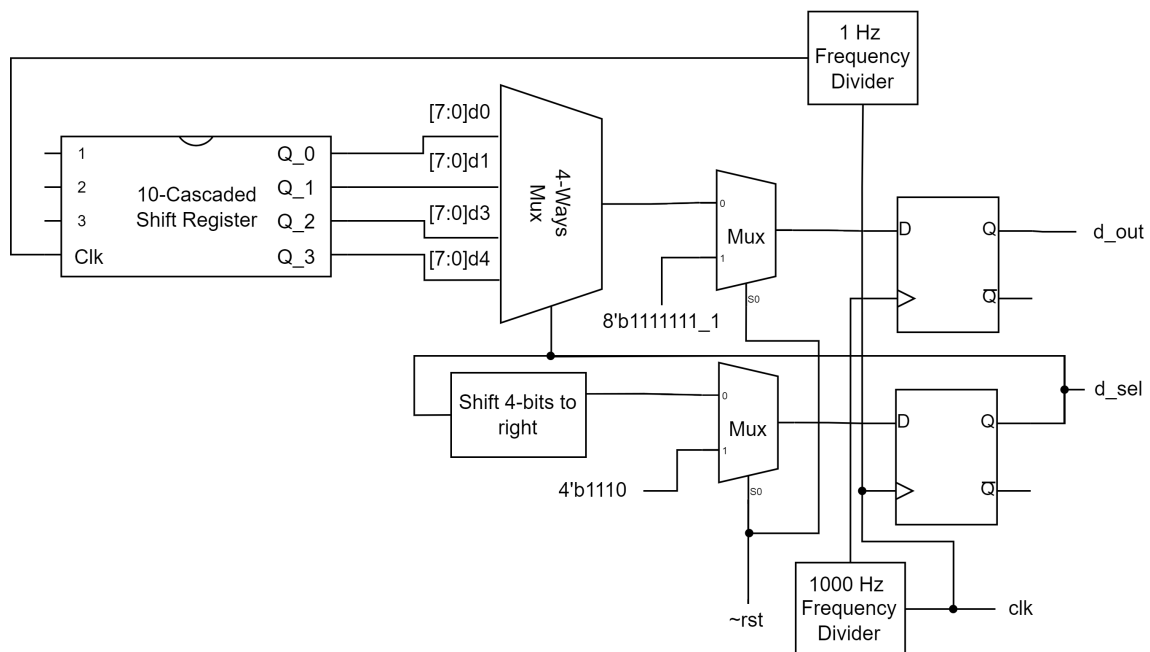 1 Hz
Frequency
Divider
[7:0]d0
1
Q_0
[7:0]d1
2
10-Cascaded
Shift Register
Q_1
4-Ways
Mux
0
[7:0]d3
3
Q_2
Mux
D
Q
d_out
[7:0]d4
Clk
Q_3
1
S0
Q
8'b1111111_1
Shift 4-bits to
right
0
Mux
D
Q
d_sel
1
4'b1110
S0
Q
1000 Hz
Frequency
Divider
clk
~rst